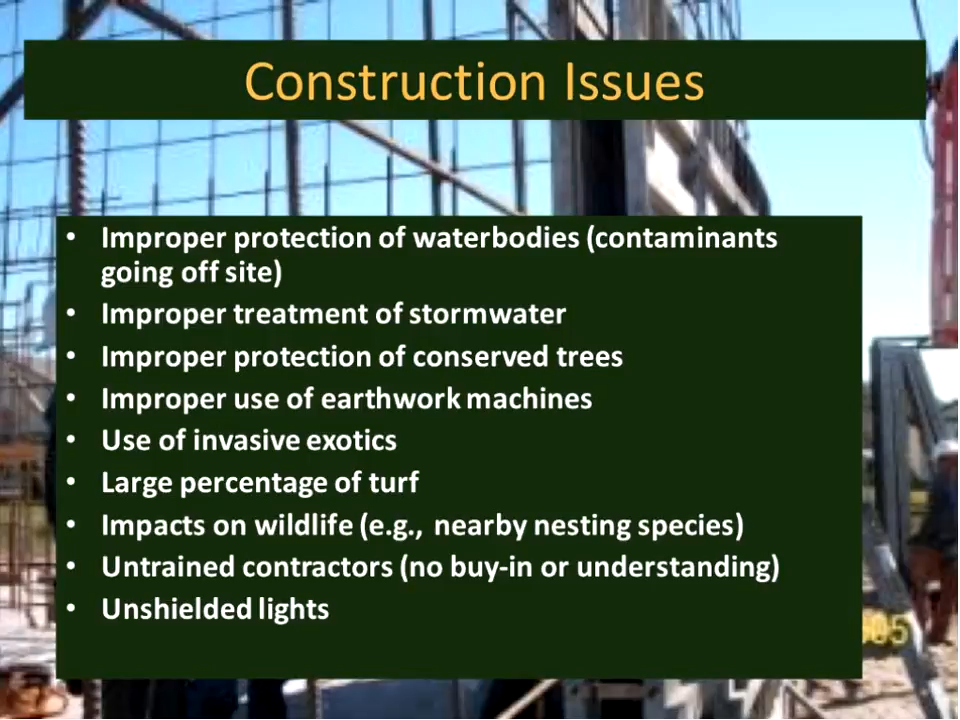 Construction Issues
• Improper protection of waterbodies (contaminants
going off site)
• Improper treatment of stormwater
• Improper protection of conserved trees
• Improper use of earthwork machines
• Use of invasive exotics
• Large percentage of turf
• Impacts on wildlife (e.g., nearby nesting species)
• Untrained contractors (no buy-in or understanding)
• Unshielded lights